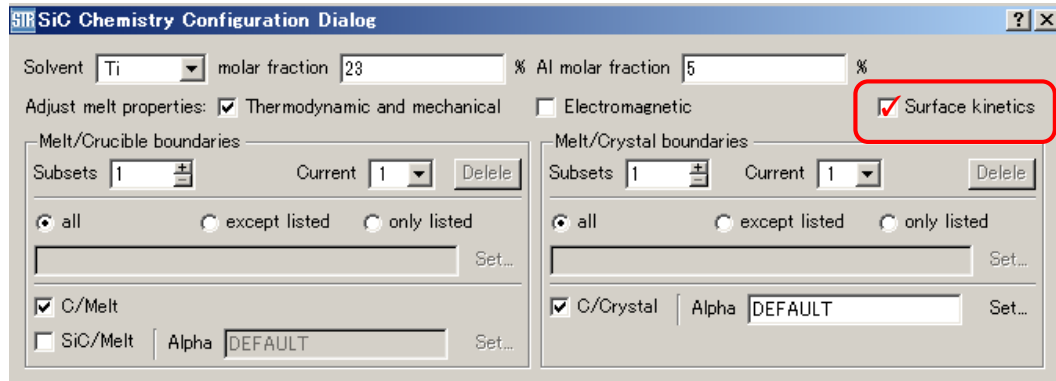 STR SiC Chemistry Configuration Dialog ? ×
Solvent Ti molar fraction 23 % Al molar fraction 5 %
Adjust melt properties: Thermodynamic and mechanical Electromagnetic Surface kinetics
Melt/Crucible boundaries
Subsets 1 Current 1 Delele
all except listed only listed
Set...
C/Melt
SiC/Melt Alpha DEFAULT Set...
Melt/Crystal boundaries
Subsets 1 Current 1 Delele
all except listed only listed
Set...
C/Crystal Alpha DEFAULT Set...